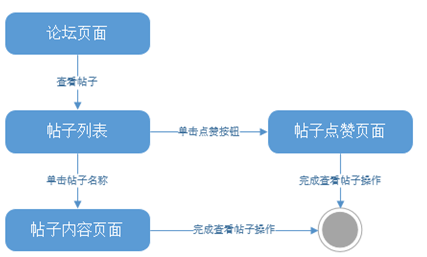 论坛页面
查看帖子
帖子列表
单击点赞按钮
帖子点赞页面
单击帖子名称
完成查看帖子操作
帖子内容页面
完成查看帖子操作